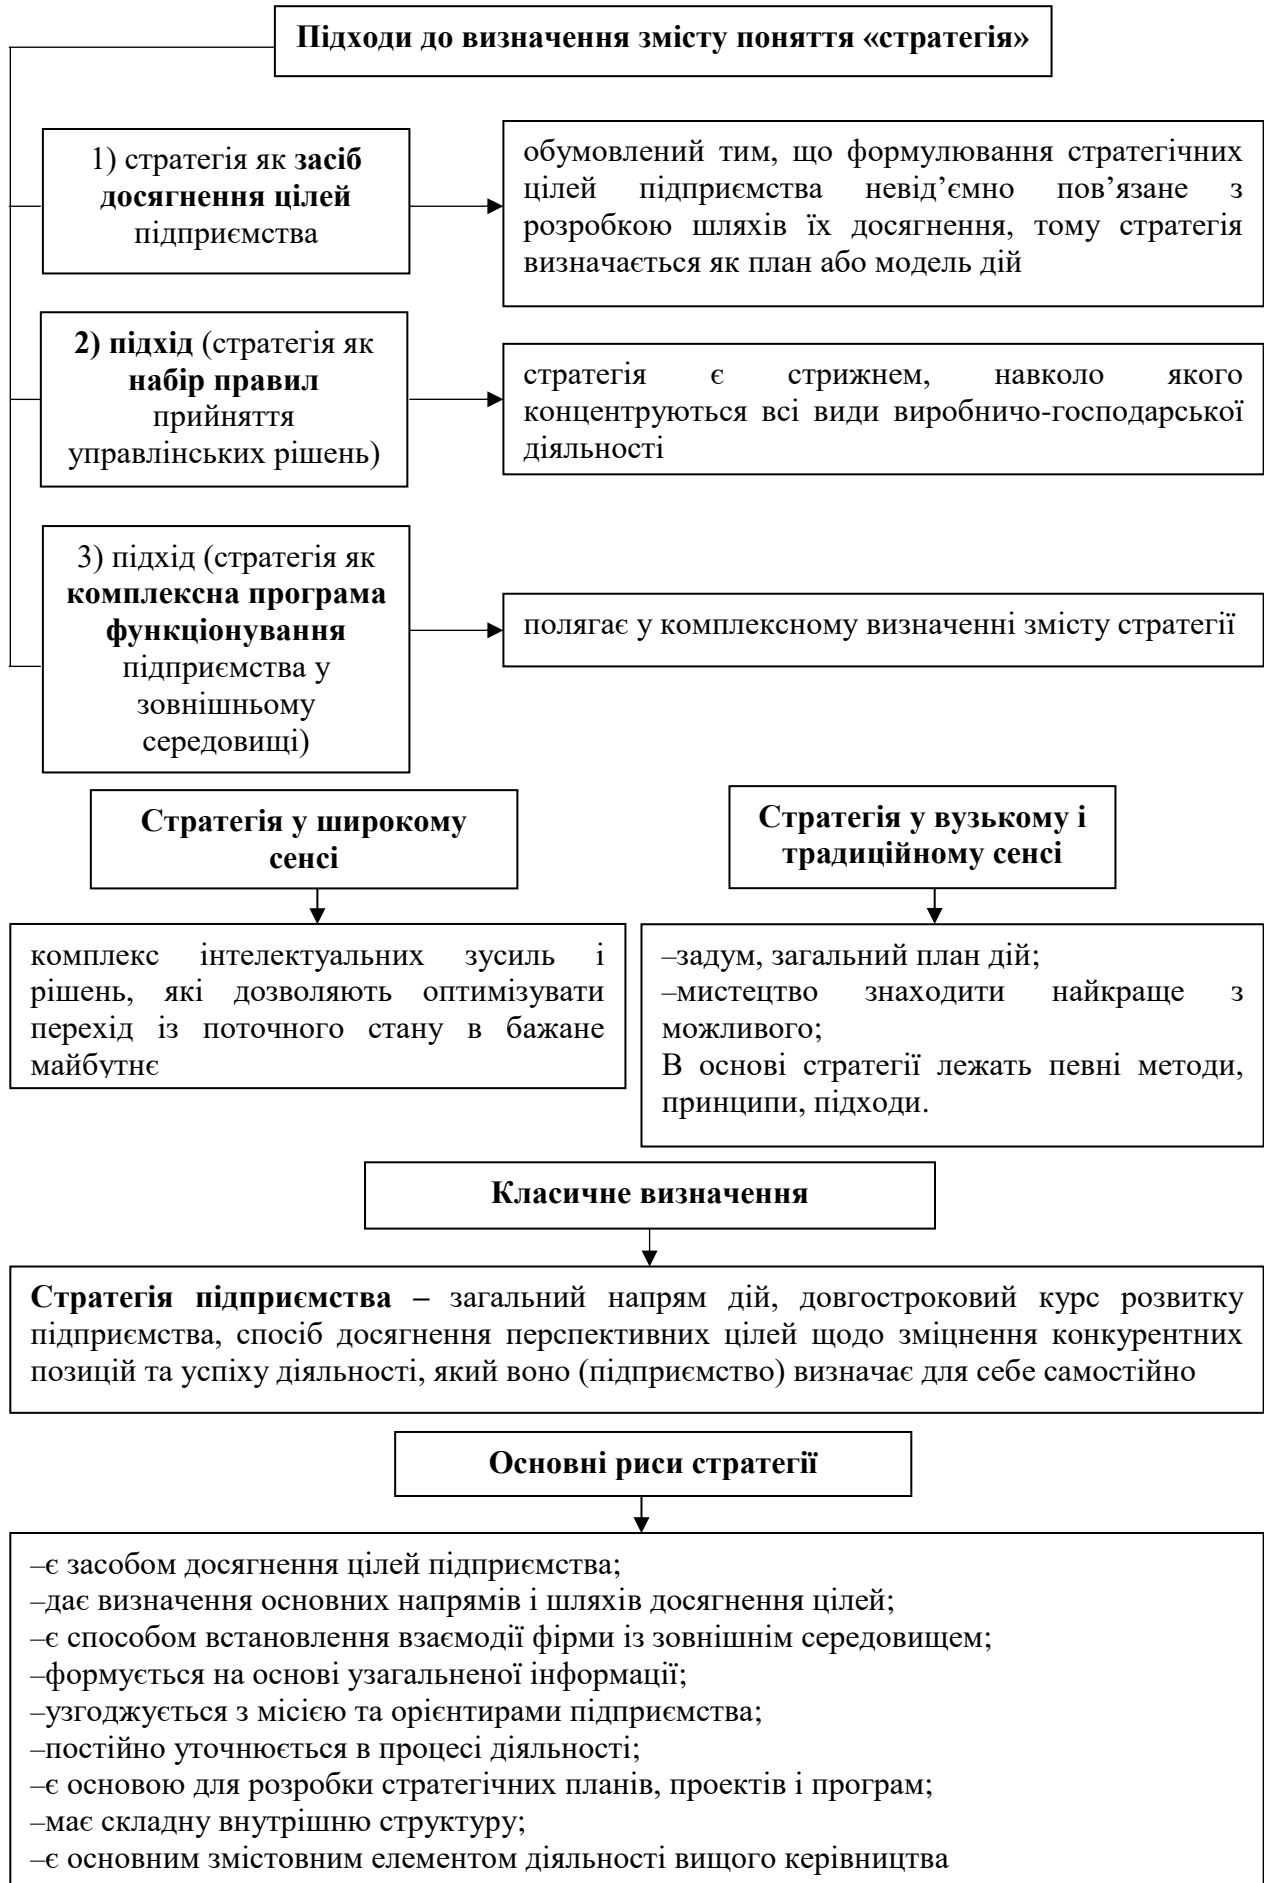 Підходи до визначення змісту поняття «стратегія»
1) стратегія як засіб
досягнення цілей
підприємства
обумовлений тим, що формулювання стратегічних
цілей підприємства невід’ємно пов’язане з
розробкою шляхів їх досягнення, тому стратегія
визначається як план або модель дій
2) підхід (стратегія як
набір правил
прийняття
управлінських рішень)
стратегія є стрижнем, навколо якого
концентруються всі види виробничо-господарської
діяльності
3) підхід (стратегія як
комплексна програма
функціонування
підприємства у
зовнішньому
середовищі)
полягає у комплексному визначенні змісту стратегії
Стратегія у широкому
сенсі
комплекс інтелектуальних зусиль і
рішень, які дозволяють оптимізувати
перехід із поточного стану в бажане
майбутнє
Стратегія у вузькому і
традиційному сенсі
–задум, загальний план дій;
–мистецтво знаходити найкраще з
можливого;
В основі стратегії лежать певні методи,
принципи, підходи.
Класичне визначення
Стратегія підприємства – загальний напрям дій, довгостроковий курс розвитку
підприємства, спосіб досягнення перспективних цілей щодо зміцнення конкурентних
позицій та успіху діяльності, який воно (підприємство) визначає для себе самостійно
Основні риси стратегії
–є засобом досягнення цілей підприємства;
–дає визначення основних напрямів і шляхів досягнення цілей;
–є способом встановлення взаємодії фірми із зовнішнім середовищем;
–формується на основі узагальненої інформації;
–узгоджується з місією та орієнтирами підприємства;
–постійно уточнюється в процесі діяльності;
–є основою для розробки стратегічних планів, проектів і програм;
–має складну внутрішню структуру;
–є основним змістовним елементом діяльності вищого керівництва